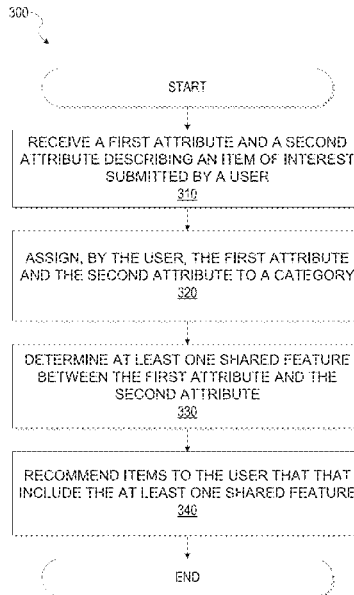 300
START
RECEIVE A FIRST ATTRIBUTE AND A SECOND
ATTRIBUTE DESCRIBING AN ITEM OF INTEREST
SUBMITTED BY A USER
310
ASSIGN, BY THE USER, THE FIRST ATTRIBUTE
AND THE SECOND ATTRIBUTE TO A CATEGORY
320
DETERMINE AT LEAST ONE SHARED FEATURE
BETWEEN THE FIRST ATTRIBUTE AND THE
SECOND ATTRIBUTE
330
RECOMMEND ITEMS TO THE USER THAT THAT
INCLUDE THE AT LEAST ONE SHARED FEATURE
340
END